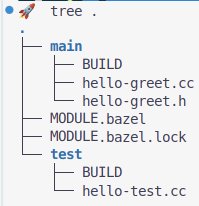 tree .
.
├── main
│   ├── BUILD
│   ├── hello-greet.cc
│   └── hello-greet.h
├── MODULE.bazel
├── MODULE.bazel.lock
└── test
    ├── BUILD
    └── hello-test.cc